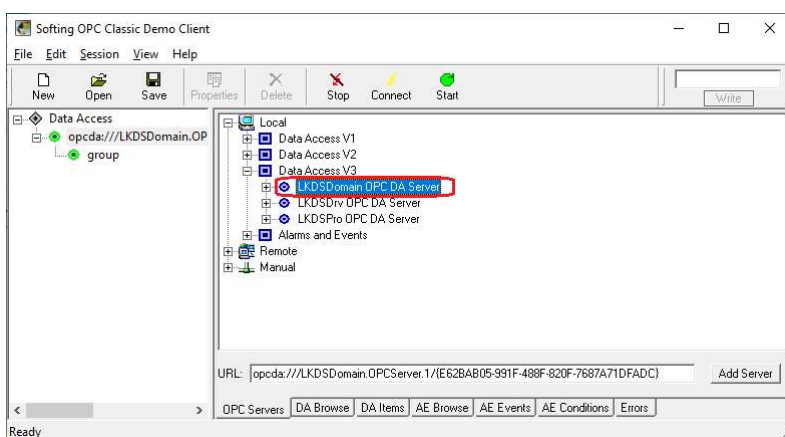 Softing OPC Classic Demo Client
File Edit Session View Help
New Open Save Properties Delete Stop Connect Start Write
Data Access
opcda:///LKDSDomain.OP
group
Local
Data Access V1
Data Access V2
Data Access V3
LKDSDomain OPC DA Server
LKDSDrv OPC DA Server
LKDSPro OPC DA Server
Alarms and Events
Remote
Manual
URL: opcda:///LKDSDomain.OPCServer.1/{E62BAB05-991F-488F-820F-7687A71DFADC} Add Server
OPC Servers DA Browse DA Items AE Browse AE Events AE Conditions Errors
Ready